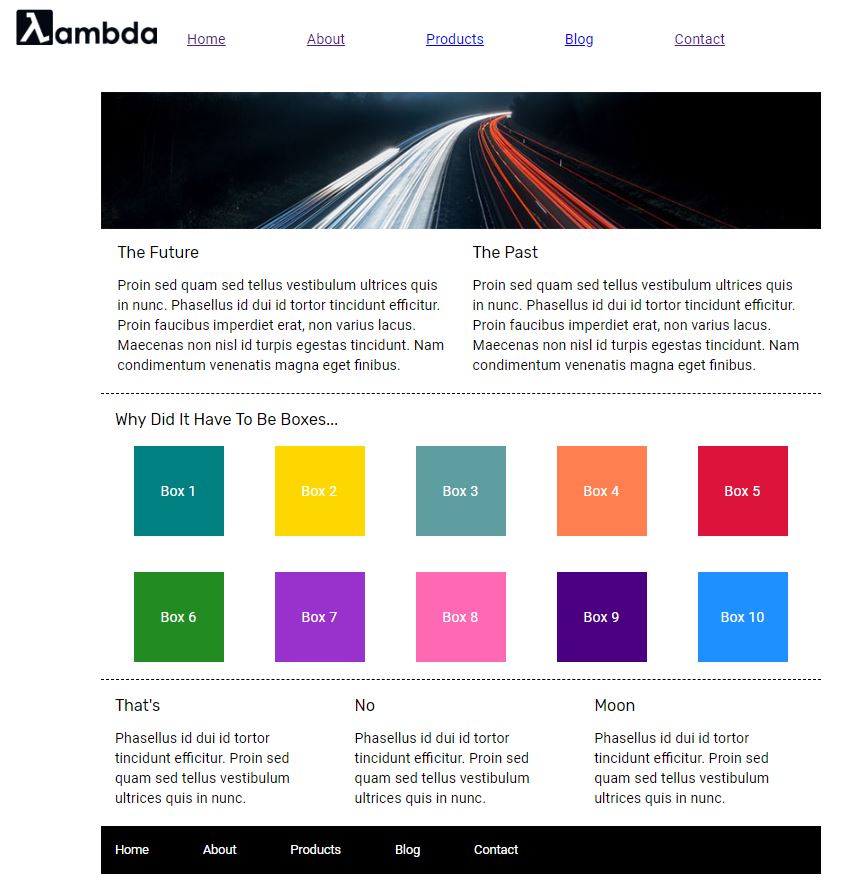 λambda
Home About Products Blog Contact
The Future
Proin sed quam sed tellus vestibulum ultrices quis
in nunc. Phasellus id dui id tortor tincidunt efficitur.
Proin faucibus imperdiet erat, non varius lacus.
Maecenas non nisl id turpis egestas tincidunt. Nam
condimentum venenatis magna eget finibus.
The Past
Proin sed quam sed tellus vestibulum ultrices quis
in nunc. Phasellus id dui id tortor tincidunt efficitur.
Proin faucibus imperdiet erat, non varius lacus.
Maecenas non nisl id turpis egestas tincidunt. Nam
condimentum venenatis magna eget finibus.
Why Did It Have To Be Boxes...
Box 1 Box 2 Box 3 Box 4 Box 5
Box 6 Box 7 Box 8 Box 9 Box 10
That's
Phasellus id dui id tortor
tincidunt efficitur. Proin sed
quam sed tellus vestibulum
ultrices quis in nunc.
No
Phasellus id dui id tortor
tincidunt efficitur. Proin sed
quam sed tellus vestibulum
ultrices quis in nunc.
Moon
Phasellus id dui id tortor
tincidunt efficitur. Proin sed
quam sed tellus vestibulum
ultrices quis in nunc.
Home About Products Blog Contact